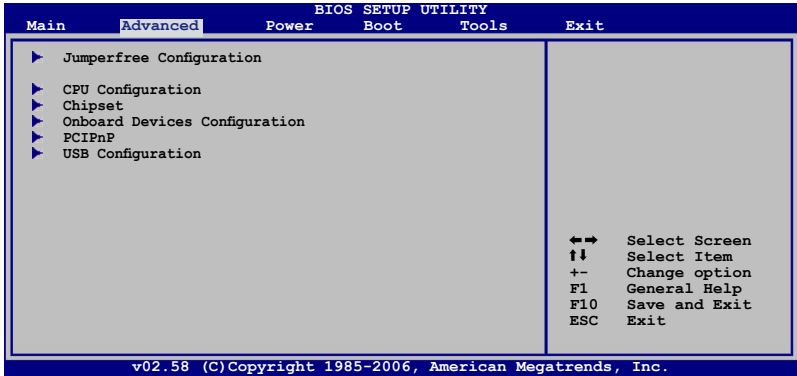 BIOS SETUP UTILITY
Main Advanced Power Boot Tools Exit
Jumperfree Configuration
CPU Configuration
Chipset
Onboard Devices Configuration
PCIPnP
USB Configuration
←→ Select Screen
↑↓ Select Item
+- Change option
F1 General Help
F10 Save and Exit
ESC Exit
v02.58 (C)Copyright 1985-2006, American Megatrends, Inc.